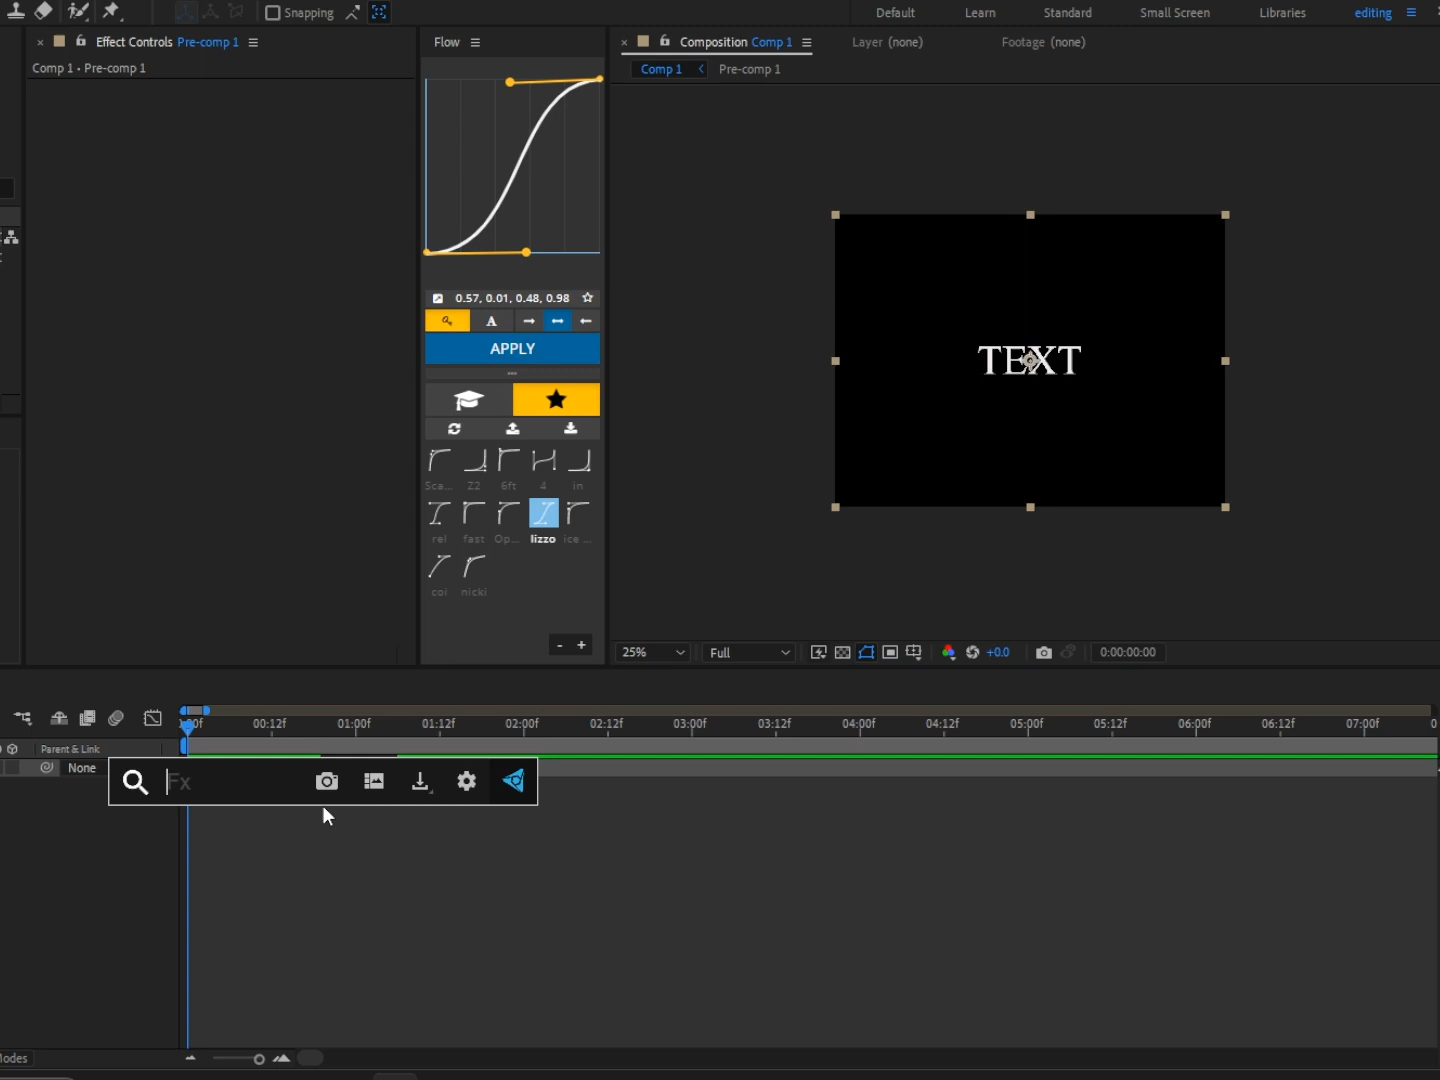 Snapping
Default
Learn
Standard
Small Screen
Libraries
editing
Effect Controls Pre-comp 1
Flow
Composition Comp 1
Layer (none)
Footage (none)
Comp 1 • Pre-comp 1
Comp 1
Pre-comp 1
0.57, 0.01, 0.48, 0.98
A
APPLY
TEXT
Sca...
Z2
6ft
4
in
rel
fast
Op...
lizzo
ice ...
col
nicki
- +
25%
Full
+0.0
0:00:00:00
00:12f
01:00f
01:12f
02:00f
02:12f
03:00f
03:12f
04:00f
04:12f
05:00f
05:12f
06:00f
06:12f
07:00f
Parent & Link
None
Fx